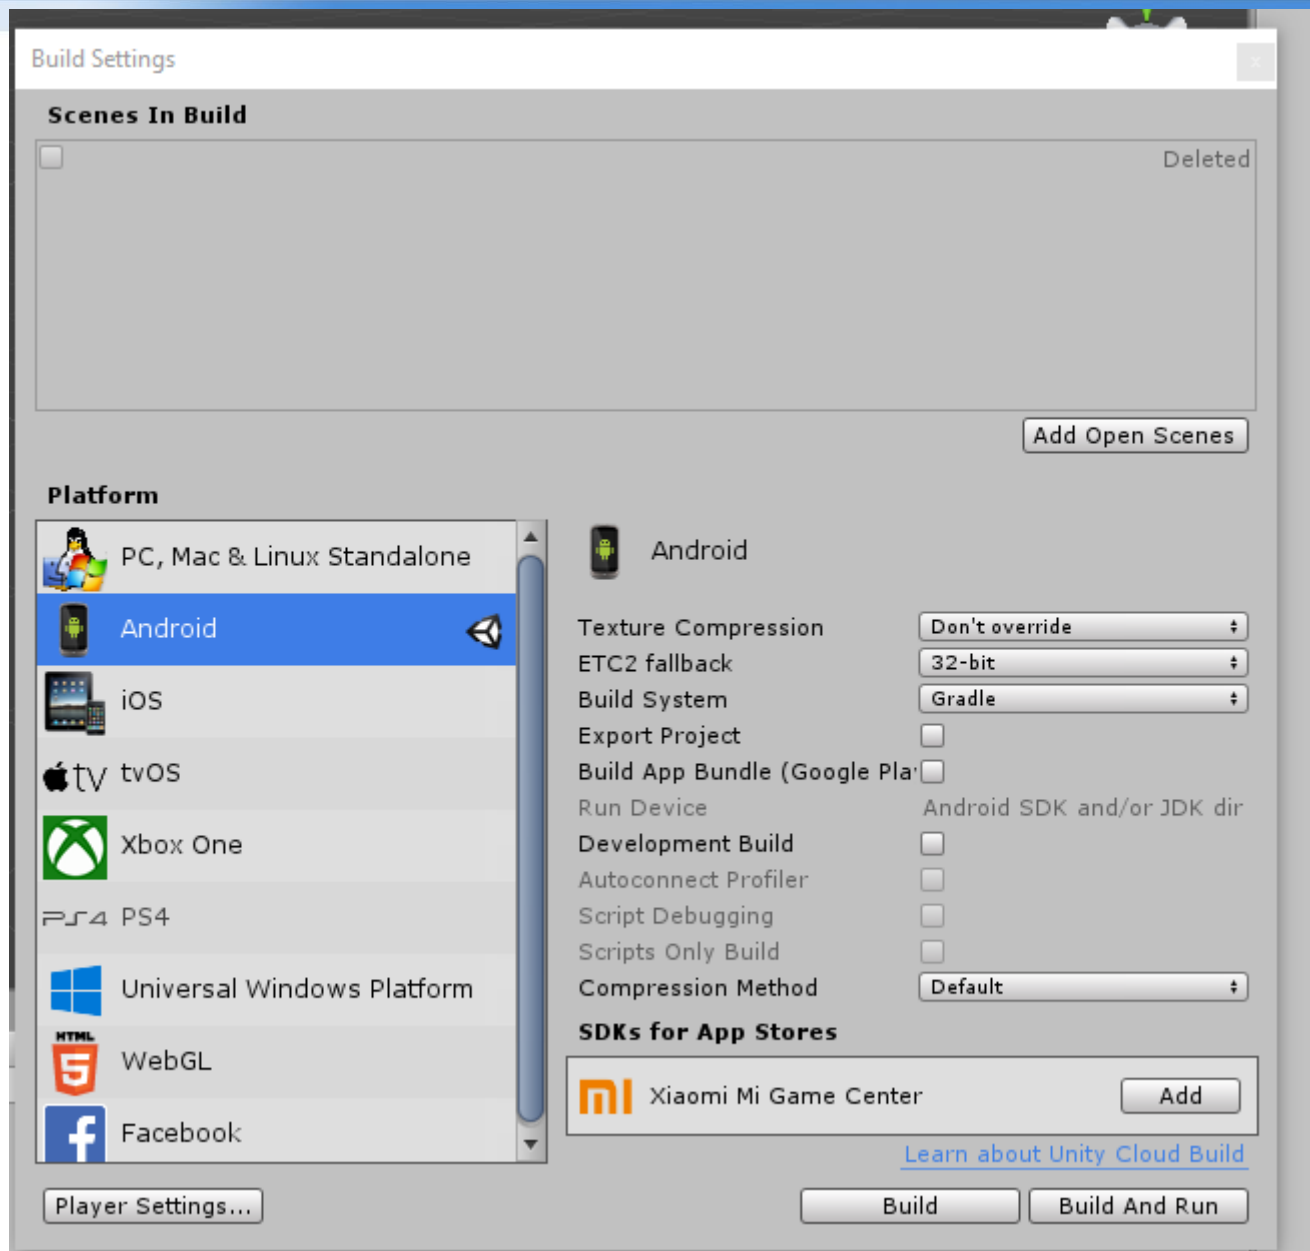 Build Settings
x
Scenes In Build
Deleted
Add Open Scenes
Platform
PC, Mac & Linux Standalone
Android
iOS
tv tvOS
Xbox One
PS4 PS4
Universal Windows Platform
HTML
5 WebGL
f Facebook
Android
Texture Compression Don't override
ETC2 fallback 32-bit
Build System Gradle
Export Project
Build App Bundle (Google Pla
Run Device Android SDK and/or JDK dir
Development Build
Autoconnect Profiler
Script Debugging
Scripts Only Build
Compression Method Default
SDKs for App Stores
mi Xiaomi Mi Game Center Add
Learn about Unity Cloud Build
Player Settings... Build Build And Run